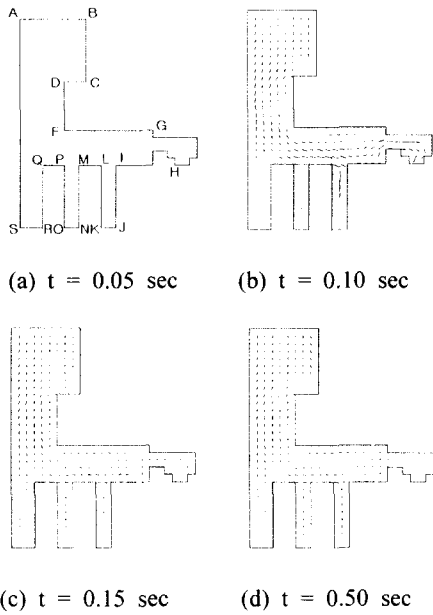 A B
D C
F G
Q P M L I
H
S R O N K J
(a) t = 0.05 sec (b) t = 0.10 sec
(c) t = 0.15 sec (d) t = 0.50 sec